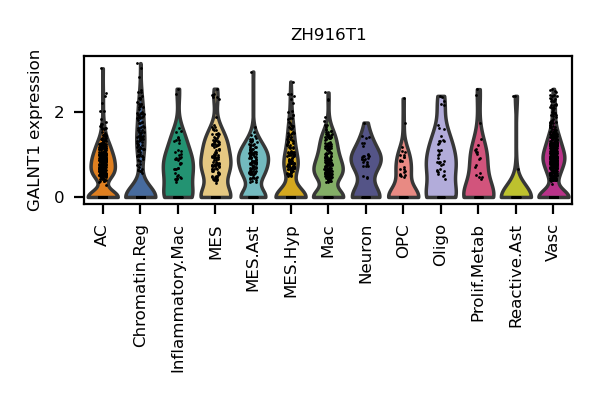 ZH916T1
GALNT1 expression
2
0
AC
Chromatin.Reg
Inflammatory.Mac
MES
MES.Ast
MES.Hyp
Mac
Neuron
OPC
Oligo
Prolif.Metab
Reactive.Ast
Vasc